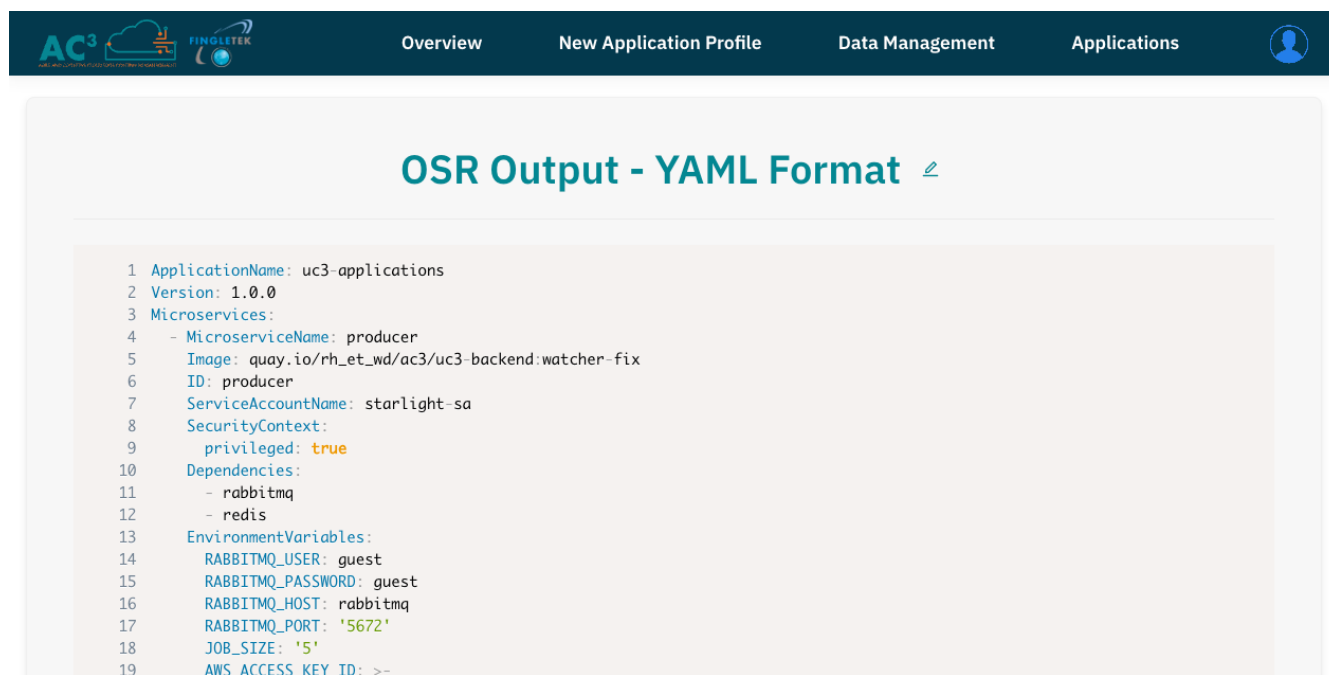 AC³
FINGLETEK
Overview
New Application Profile
Data Management
Applications
OSR Output - YAML Format
1 ApplicationName: uc3-applications
2 Version: 1.0.0
3 Microservices:
4 - MicroserviceName: producer
5 Image: quay.io/rh_et_wd/ac3/uc3-backend:watcher-fix
6 ID: producer
7 ServiceAccountName: starlight-sa
8 SecurityContext:
9 privileged: true
10 Dependencies:
11 - rabbitmq
12 - redis
13 EnvironmentVariables:
14 RABBITMQ_USER: guest
15 RABBITMQ_PASSWORD: guest
16 RABBITMQ_HOST: rabbitmq
17 RABBITMQ_PORT: '5672'
18 JOB_SIZE: '5'
19 AWS_ACCESS_KEY_ID: >-